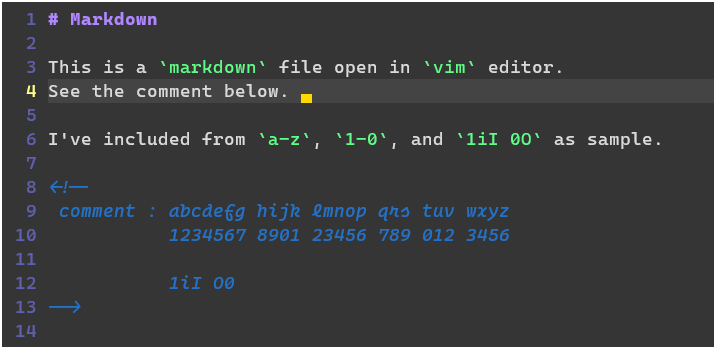 1 # Markdown
2
3 This is a `markdown` file open in `vim` editor.
4 See the comment below.
5
6 I've included from `a-z`, `1-0`, and `1iI 0O` as sample.
7
8 <!--
9 comment : abcdefg hijk lmnop qrs tuv wxyz
10 1234567 8901 23456 789 012 3456
11
12 1iI O0
13 -->
14